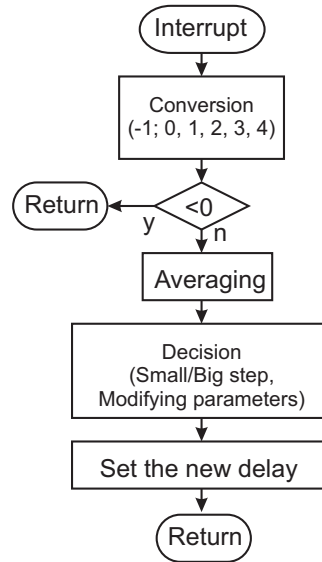 Interrupt
Conversion
(-1; 0, 1, 2, 3, 4)
<0
Return
y
n
Averaging
Decision
(Small/Big step,
Modifying parameters)
Set the new delay
Return